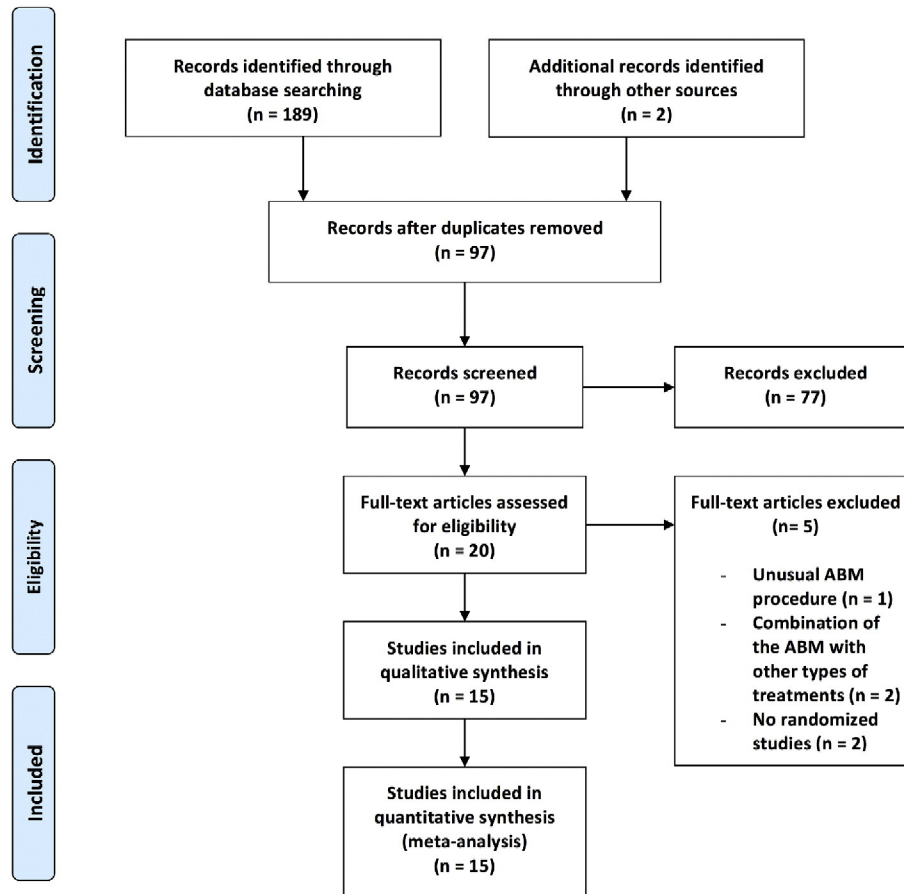 Identification
Records identified through
database searching
(n = 189)
Additional records identified
through other sources
(n = 2)
Screening
Records after duplicates removed
(n = 97)
Records screened
(n = 97)
Records excluded
(n = 77)
Eligibility
Full-text articles assessed
for eligibility
(n = 20)
Full-text articles excluded
(n= 5)
- Unusual ABM
procedure (n = 1)
- Combination of
the ABM with
other types of
treatments (n = 2)
- No randomized
studies (n = 2)
Studies included in
qualitative synthesis
(n = 15)
Included
Studies included in
quantitative synthesis
(meta-analysis)
(n = 15)